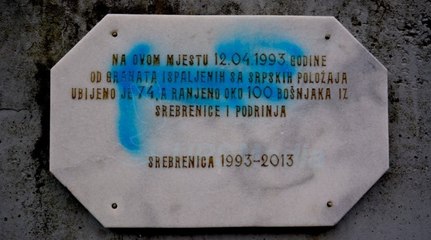 NA OVOM MJESTU 12.04.1993 GODINE
OD GRANATA ISPALJENIH SA SRPSKIH POLOŽAJA
UBIJENO JE 74, A RANJENO OKO 100 BOŠNJAKA IZ
SREBRENICE I PODRINJA
SREBRENICA 1993-2013